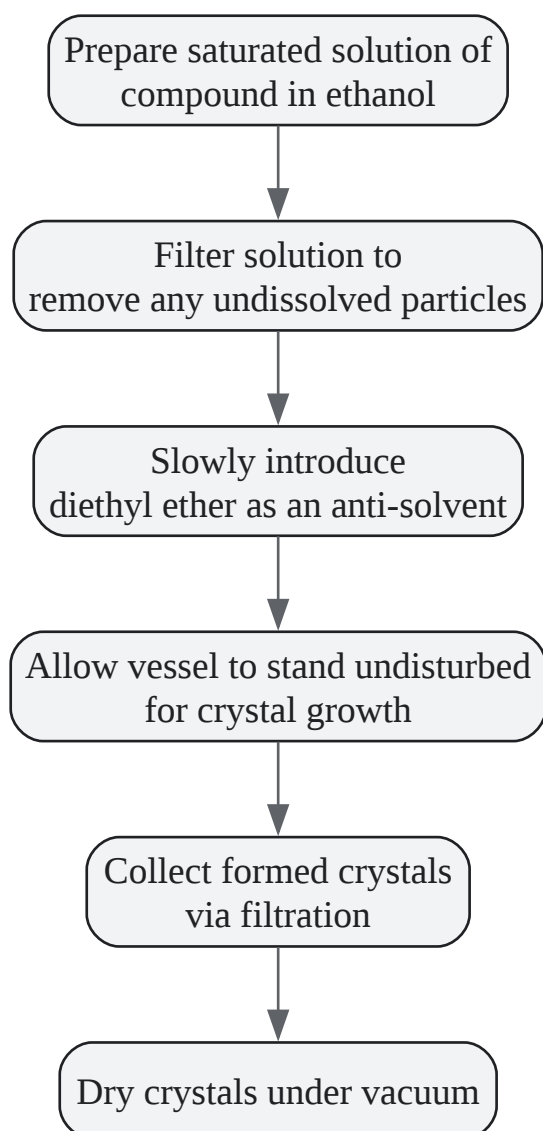 Prepare saturated solution of
compound in ethanol
Filter solution to
remove any undissolved particles
Slowly introduce
diethyl ether as an anti-solvent
Allow vessel to stand undisturbed
for crystal growth
Collect formed crystals
via filtration
Dry crystals under vacuum